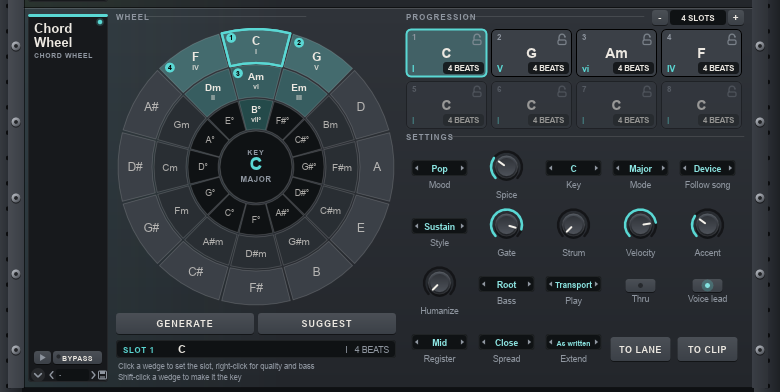 Chord
Wheel
CHORD WHEEL
BYPASS
-
WHEEL
1
C
I
2
G
V
4
F
IV
3
Am
vi
Dm
II
Em
III
B°
vii°
A#
D
Gm
Bm
E°
F#°
A°
C#°
D#
Cm
D°
KEY
C
MAJOR
G#°
F#m
A
G°
D#°
C°
F°
A#°
Fm
C#m
G#
E
A#m
D#m
G#m
C#
F#
B
GENERATE
SUGGEST
SLOT 1 C I 4 BEATS
Click a wedge to set the slot, right-click for quality and bass
Shift-click a wedge to make it the key
PROGRESSION
- 4 SLOTS +
1 C I 4 BEATS
2 G V 4 BEATS
3 Am vi 4 BEATS
4 F IV 4 BEATS
5 C I 4 BEATS
6 C I 4 BEATS
7 C I 4 BEATS
8 C I 4 BEATS
SETTINGS
Pop C Major Device
Mood Spice Key Mode Follow song
Sustain
Style Gate Strum Velocity Accent
Root Transport
Humanize Bass Play Thru Voice lead
Mid Close As written TO LANE TO CLIP
Register Spread Extend